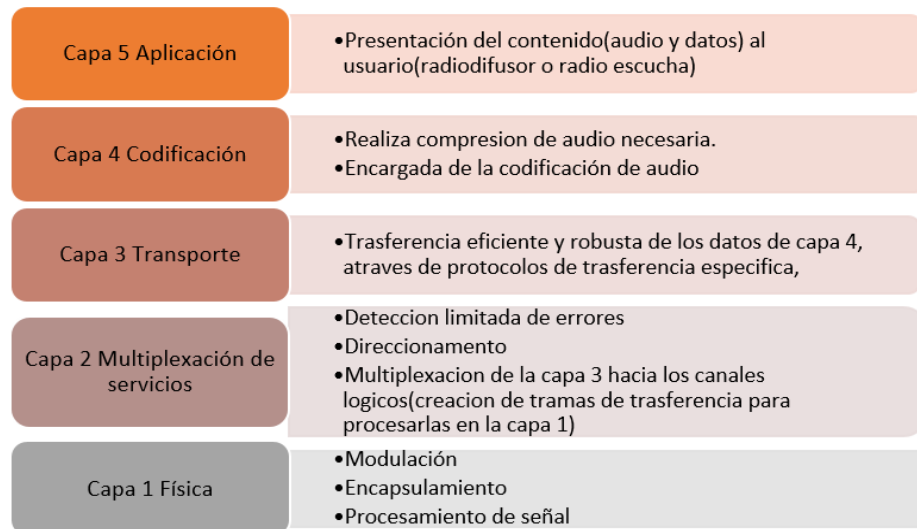 Capa 5 Aplicación
•Presentación del contenido(audio y datos) al
usuario(radiodifusor o radio escucha)
Capa 4 Codificación
•Realiza compresion de audio necesaria.
•Encargada de la codificación de audio
Capa 3 Transporte
•Trasferencia eficiente y robusta de los datos de capa 4,
atraves de protocolos de trasferencia especifica,
Capa 2 Multiplexación de
servicios
•Deteccion limitada de errores
•Direccionamento
•Multiplexacion de la capa 3 hacia los canales
logicos(creacion de tramas de trasferencia para
procesarlas en la capa 1)
Capa 1 Física
•Modulación
•Encapsulamiento
•Procesamiento de señal